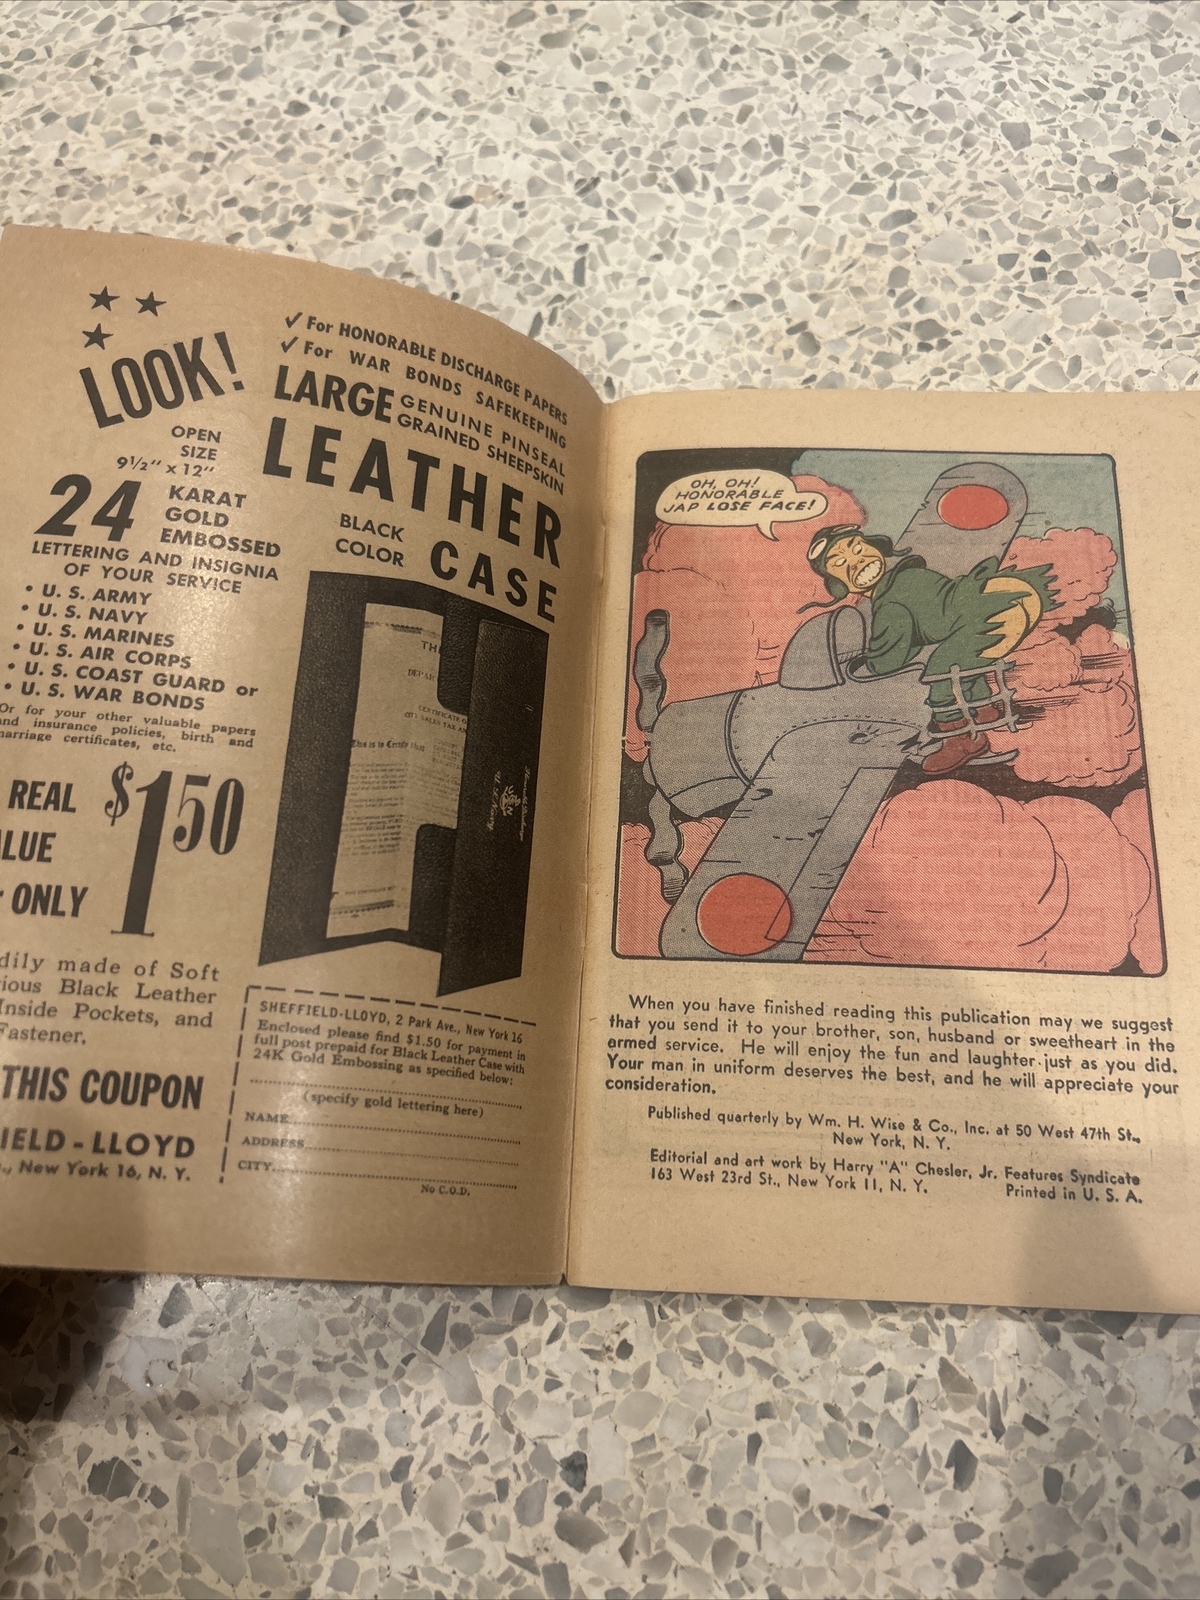 LOOK!
OPEN
SIZE
9½" x 12"
24 KARAT
GOLD
EMBOSSED
LETTERING AND INSIGNIA
OF YOUR SERVICE
• U. S. ARMY
• U. S. NAVY
• U. S. MARINES
• U. S. AIR CORPS
• U. S. COAST GUARD or
• U. S. WAR BONDS
Or for your other valuable papers
and insurance policies, birth and
marriage certificates, etc.
REAL
LUE
ONLY
$1.50
dily made of Soft
ious Black Leather
Inside Pockets, and
Fastener.
THIS COUPON
IELD-LLOYD
., New York 16, N. Y.
✓ For HONORABLE DISCHARGE PAPERS
✓ For WAR BONDS SAFEKEEPING
LARGE GENUINE PINSEAL
GRAINED SHEEPSKIN
LEATHER
BLACK
COLOR
CASE
This is to Certify that
U.S. Navy
SHEFFIELD-LLOYD, 2 Park Ave., New York 16
Enclosed please find $1.50 for payment in
full post prepaid for Black Leather Case with
24K Gold Embossing as specified below:
(specify gold lettering here)
NAME
ADDRESS
CITY
No C.O.D.
OH, OH!
HONORABLE
JAP LOSE FACE!
When you have finished reading this publication may we suggest
that you send it to your brother, son, husband or sweetheart in the
armed service. He will enjoy the fun and laughter just as you did.
Your man in uniform deserves the best, and he will appreciate your
consideration.
Published quarterly by Wm. H. Wise & Co., Inc. at 50 West 47th St.,
New York, N. Y.
Editorial and art work by Harry "A" Chesler, Jr. Features Syndicate
163 West 23rd St., New York 11, N. Y. Printed in U. S. A.